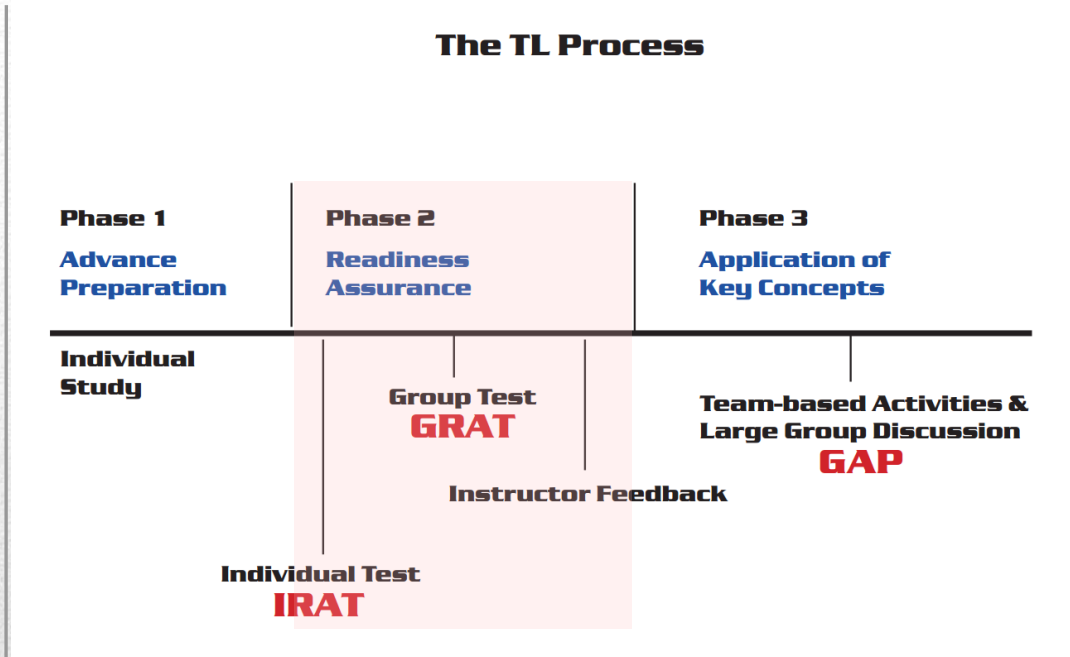 The TL Process
Phase 1
Advance
Preparation
Phase 2
Readiness
Assurance
Phase 3
Application of
Key Concepts
Individual
Study
Group Test
GRAT
Instructor Feedback
Individual Test
IRAT
Team-based Activities &
Large Group Discussion
GAP